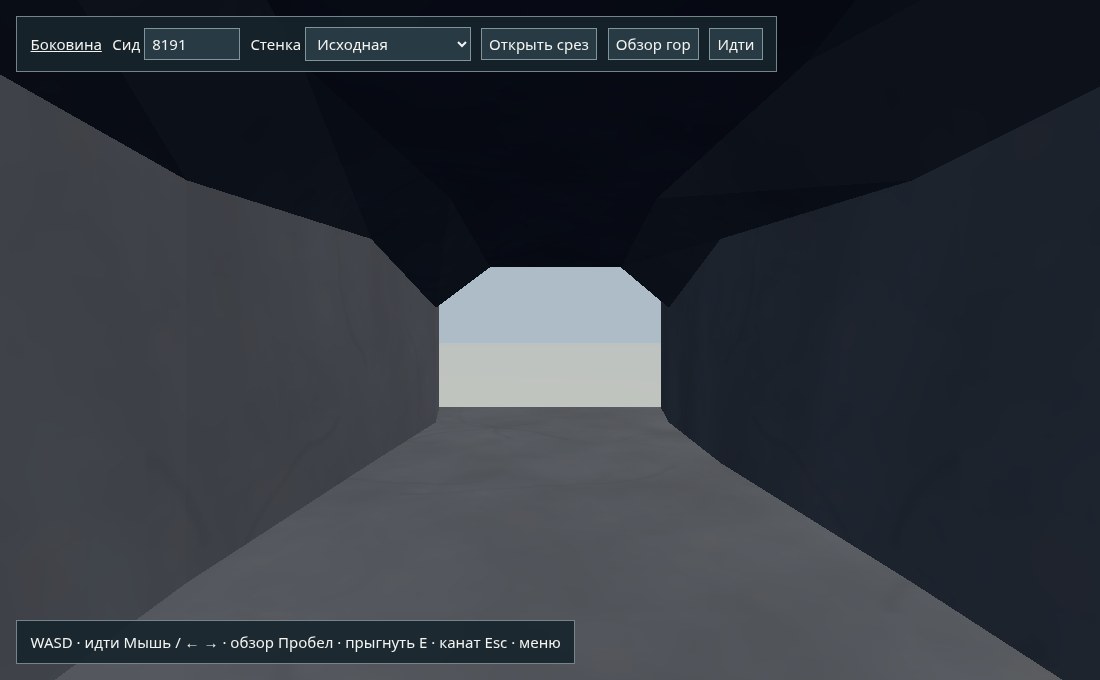 Боковина Сид 8191 Стенка Исходная Открыть срез Обзор гор Идти
WASD · идти Мышь / ← → · обзор Пробел · прыгнуть E · канат Esc · меню